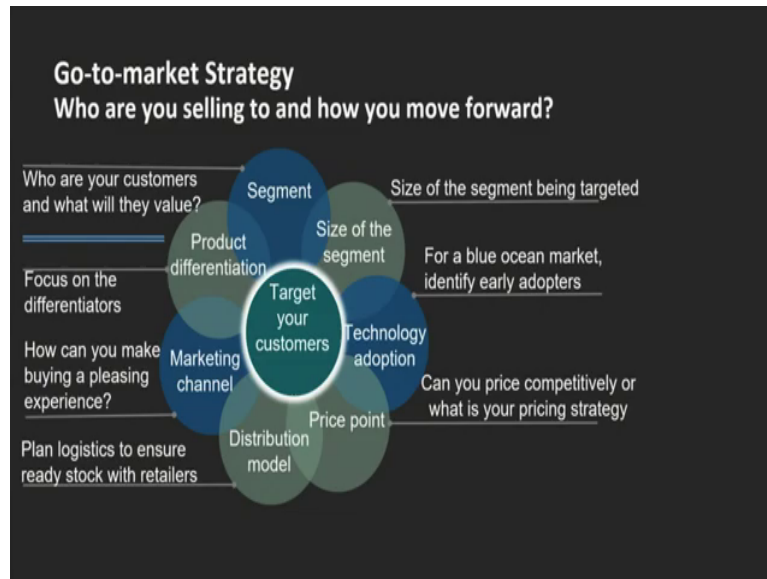 Go-to-market Strategy
Who are you selling to and how you move forward?
Who are your customers
and what will they value?
Segment
Size of the segment being targeted
Size of the
segment
Product
differentiation
For a blue ocean market,
identify early adopters
Focus on the
differentiators
Target
your
customers
Technology
adoption
How can you make
buying a pleasing
experience?
Marketing
channel
Can you price competitively or
what is your pricing strategy
Price point
Distribution
model
Plan logistics to ensure
ready stock with retailers